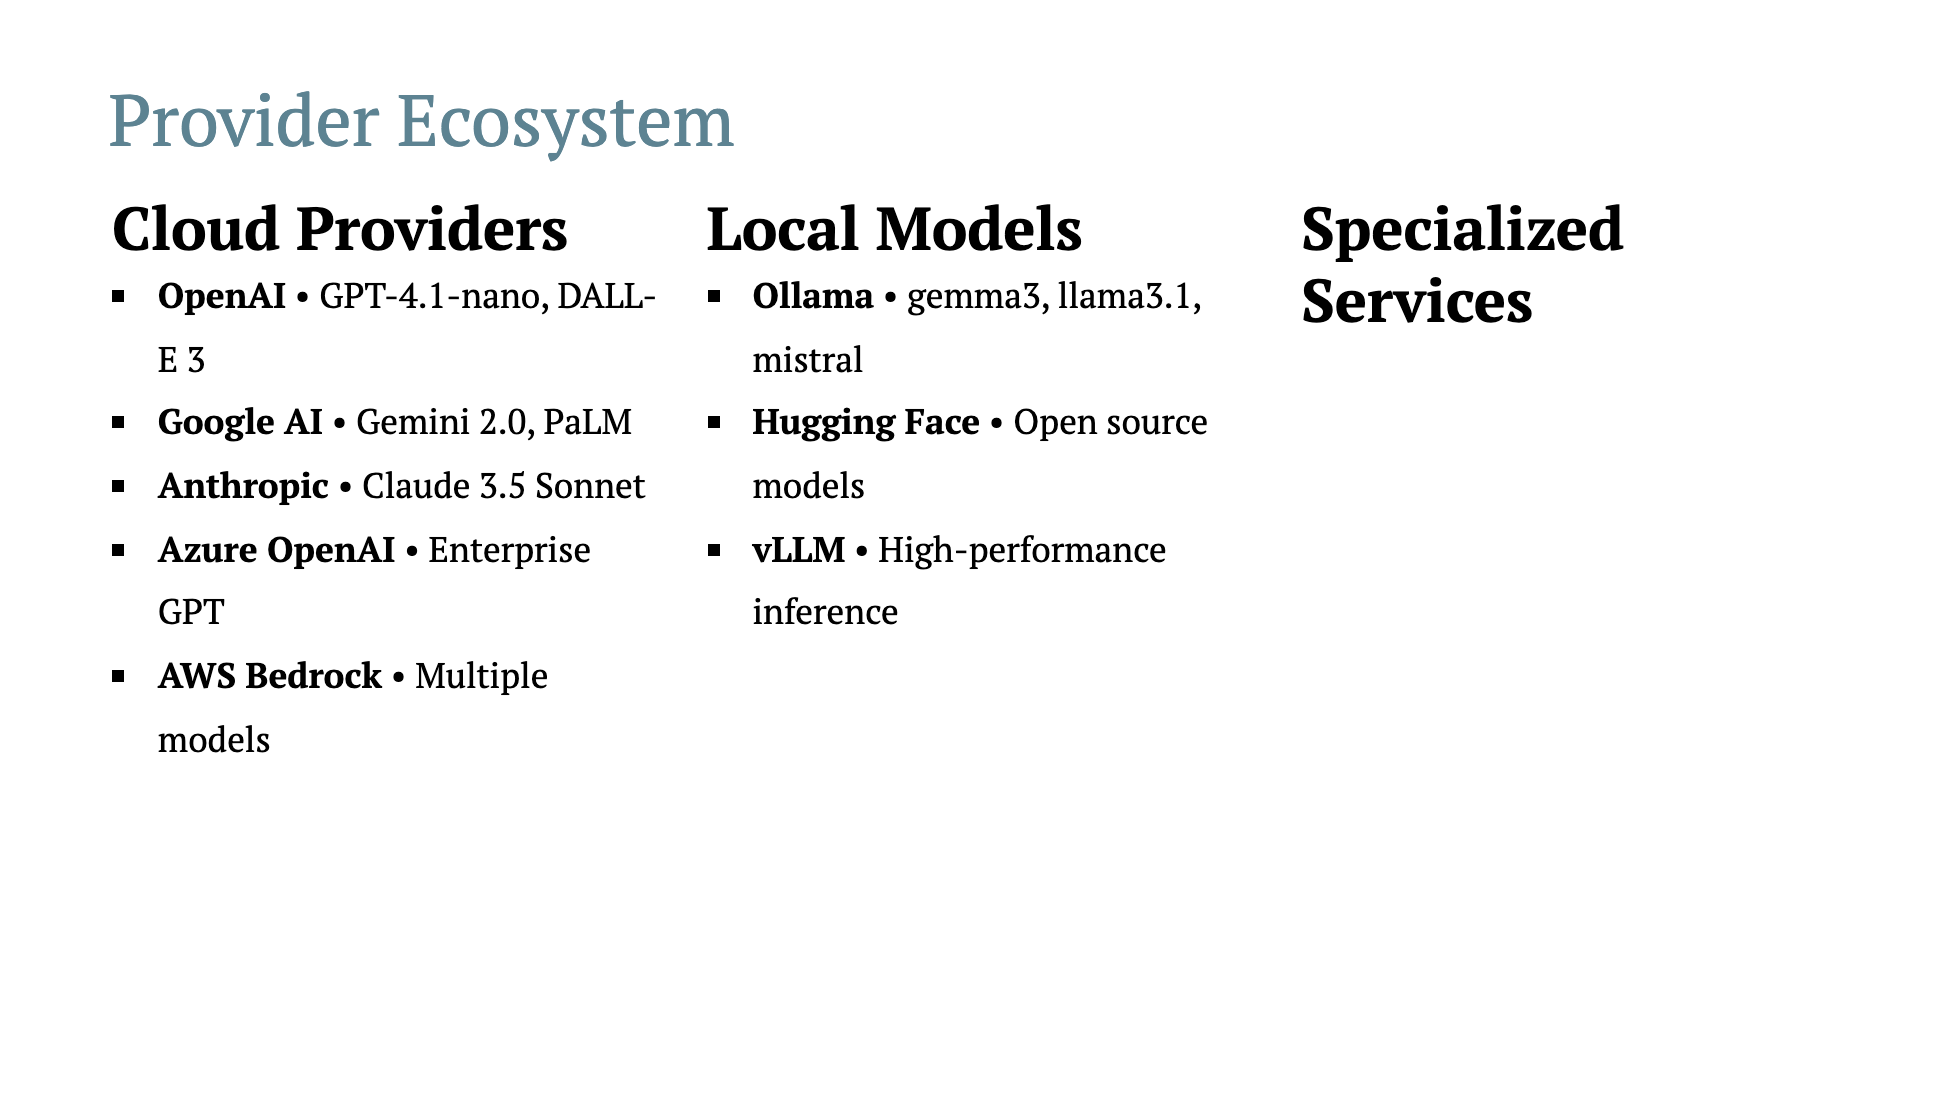 Provider Ecosystem
Cloud Providers
▪ OpenAI • GPT-4.1-nano, DALL-
E 3
▪ Google AI • Gemini 2.0, PaLM
▪ Anthropic • Claude 3.5 Sonnet
▪ Azure OpenAI • Enterprise
GPT
▪ AWS Bedrock • Multiple
models
Local Models
▪ Ollama • gemma3, llama3.1,
mistral
▪ Hugging Face • Open source
models
▪ vLLM • High-performance
inference
Specialized
Services